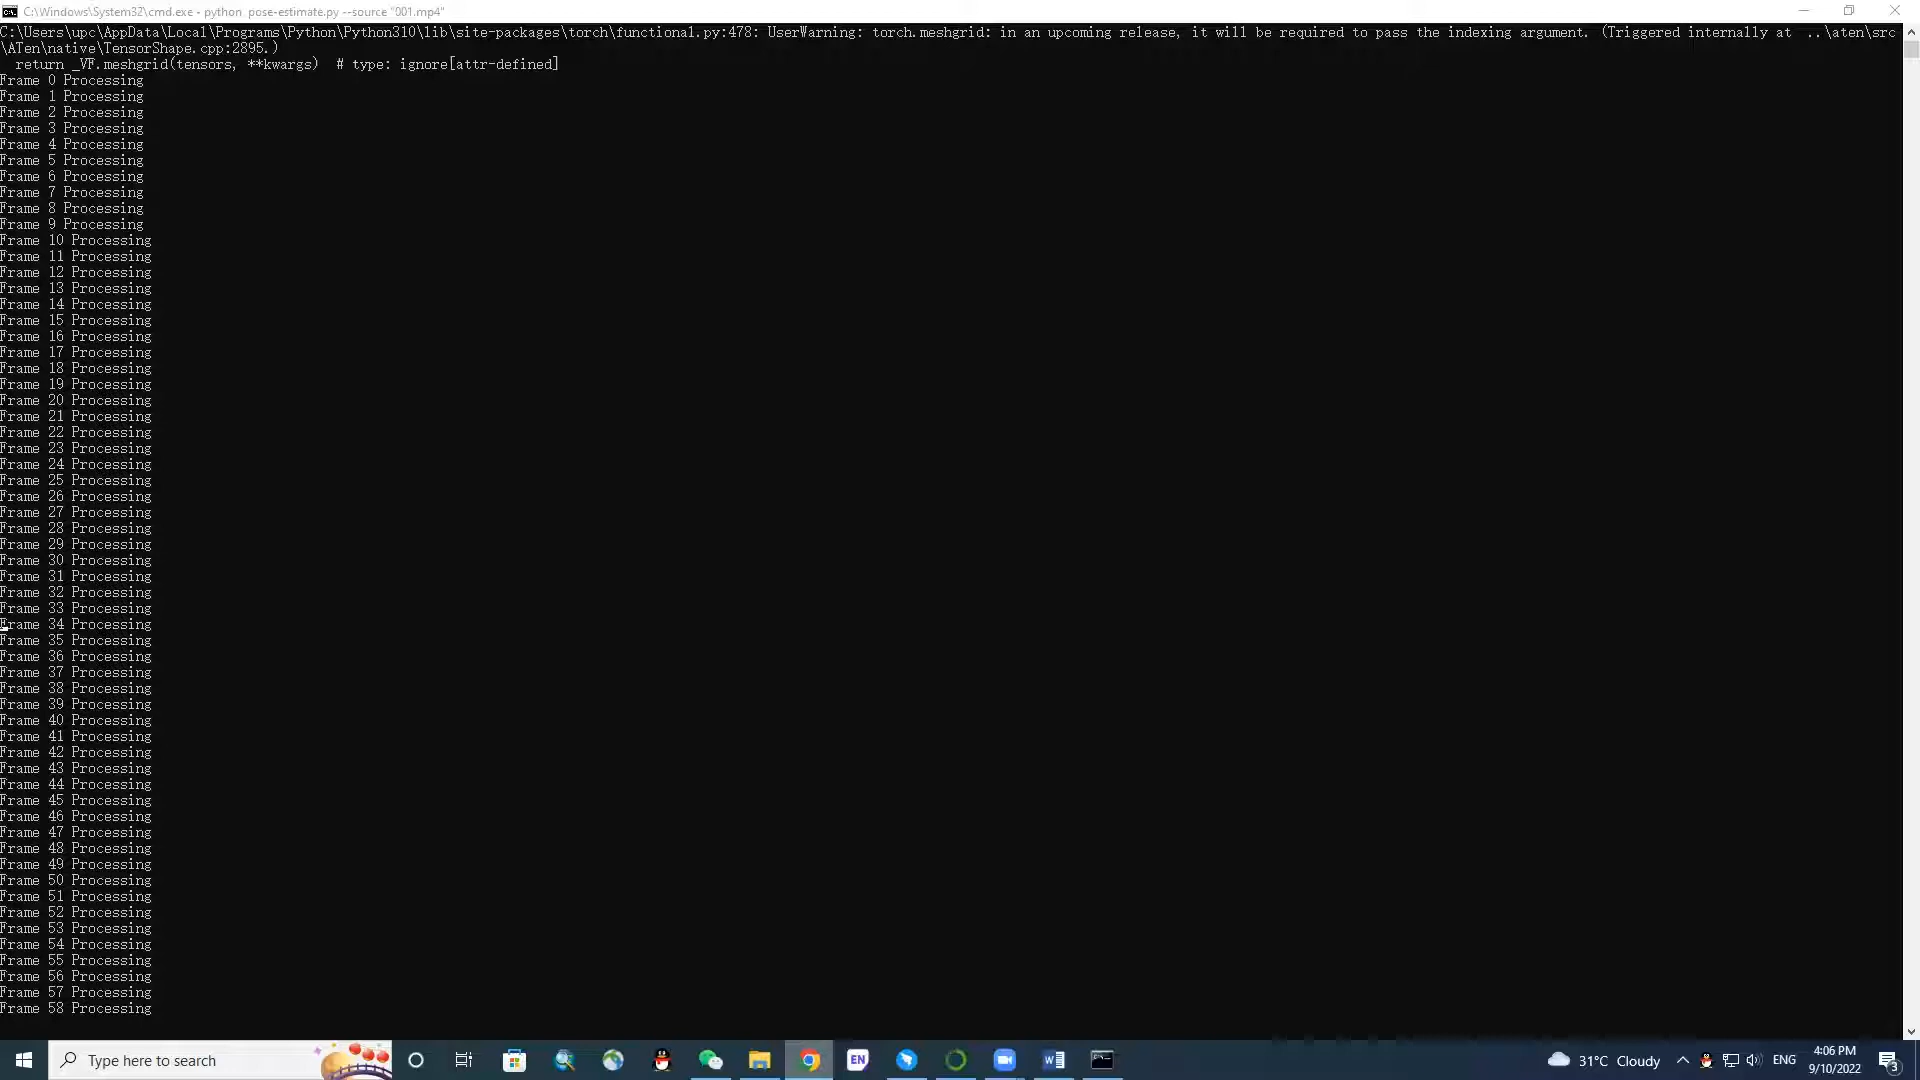 C:\Windows\System32\cmd.exe - python pose-estimate.py --source "001.mp4"
C:\Users\upc\AppData\Local\Programs\Python\Python310\lib\site-packages\torch\functional.py:478: UserWarning: torch.meshgrid: in an upcoming release, it will be required to pass the indexing argument. (Triggered internally at  ..\aten\src
\ATen\native\TensorShape.cpp:2895.)
  return _VF.meshgrid(tensors, **kwargs)  # type: ignore[attr-defined]
Frame 0 Processing
Frame 1 Processing
Frame 2 Processing
Frame 3 Processing
Frame 4 Processing
Frame 5 Processing
Frame 6 Processing
Frame 7 Processing
Frame 8 Processing
Frame 9 Processing
Frame 10 Processing
Frame 11 Processing
Frame 12 Processing
Frame 13 Processing
Frame 14 Processing
Frame 15 Processing
Frame 16 Processing
Frame 17 Processing
Frame 18 Processing
Frame 19 Processing
Frame 20 Processing
Frame 21 Processing
Frame 22 Processing
Frame 23 Processing
Frame 24 Processing
Frame 25 Processing
Frame 26 Processing
Frame 27 Processing
Frame 28 Processing
Frame 29 Processing
Frame 30 Processing
Frame 31 Processing
Frame 32 Processing
Frame 33 Processing
Frame 34 Processing
Frame 35 Processing
Frame 36 Processing
Frame 37 Processing
Frame 38 Processing
Frame 39 Processing
Frame 40 Processing
Frame 41 Processing
Frame 42 Processing
Frame 43 Processing
Frame 44 Processing
Frame 45 Processing
Frame 46 Processing
Frame 47 Processing
Frame 48 Processing
Frame 49 Processing
Frame 50 Processing
Frame 51 Processing
Frame 52 Processing
Frame 53 Processing
Frame 54 Processing
Frame 55 Processing
Frame 56 Processing
Frame 57 Processing
Frame 58 Processing
Type here to search
EN
31°C Cloudy
ENG
4:06 PM
9/10/2022
3